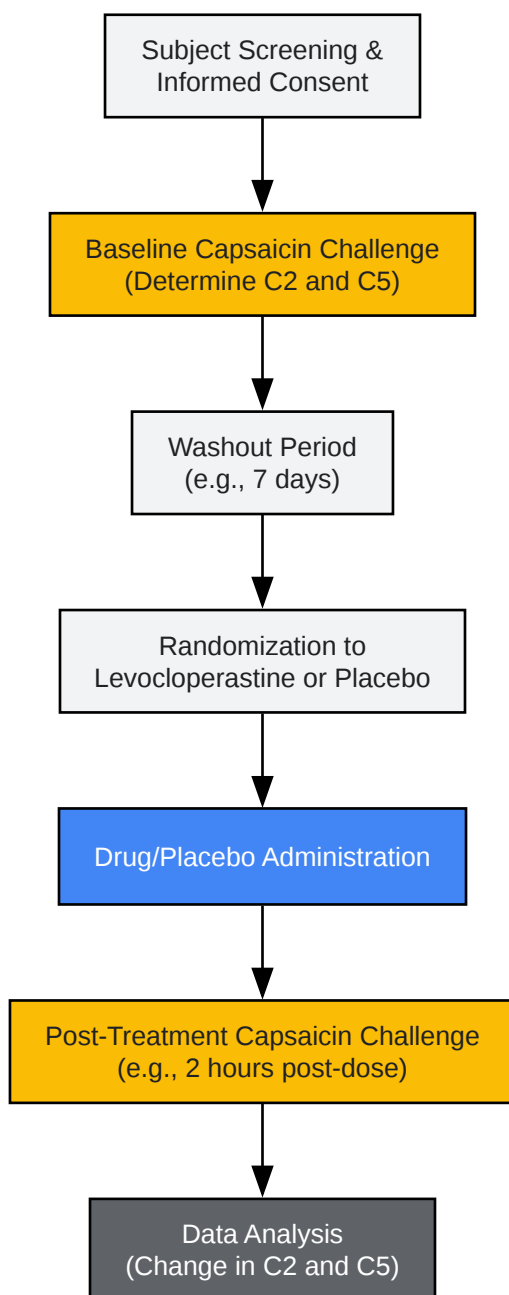 Subject Screening &
Informed Consent
Baseline Capsaicin Challenge
(Determine C2 and C5)
Washout Period
(e.g., 7 days)
Randomization to
Levocloperastine or Placebo
Drug/Placebo Administration
Post-Treatment Capsaicin Challenge
(e.g., 2 hours post-dose)
Data Analysis
(Change in C2 and C5)